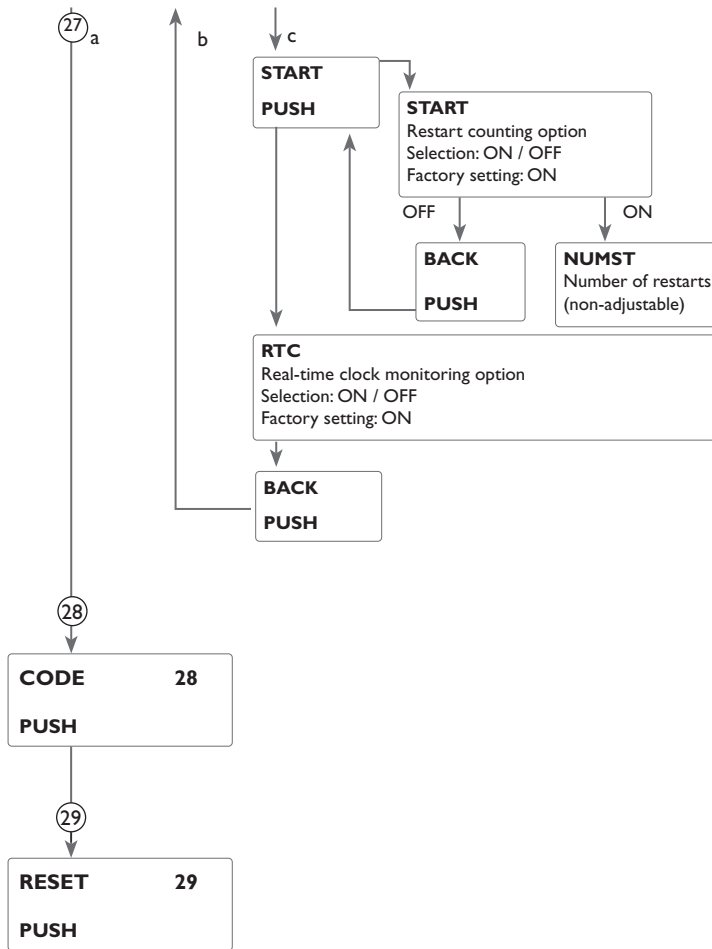 27
a
b
c
START
PUSH
START
Restart counting option
Selection: ON / OFF
Factory setting: ON
OFF
ON
BACK
PUSH
NUMST
Number of restarts
(non-adjustable)
RTC
Real-time clock monitoring option
Selection: ON / OFF
Factory setting: ON
BACK
PUSH
28
CODE 28
PUSH
29
RESET 29
PUSH